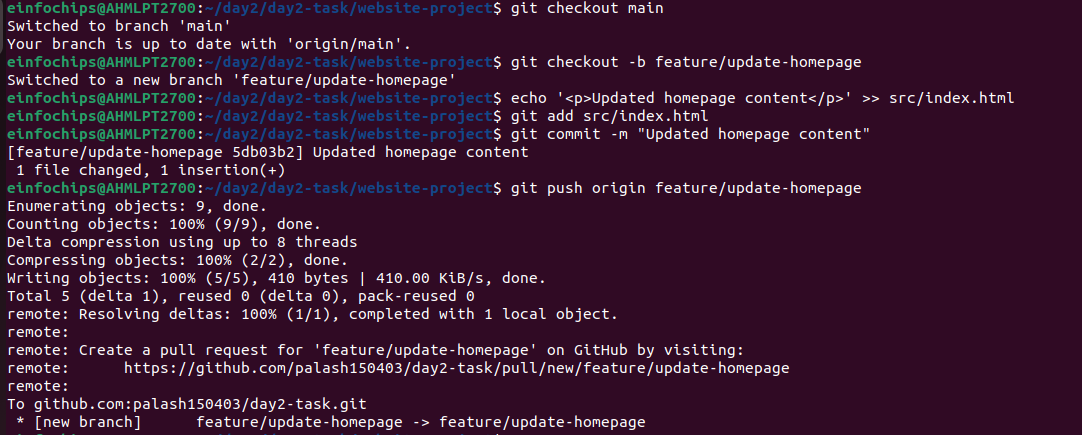 einfochips@AHMLPT2700:~/day2/day2-task/website-project$ git checkout main
Switched to branch 'main'
Your branch is up to date with 'origin/main'.
einfochips@AHMLPT2700:~/day2/day2-task/website-project$ git checkout -b feature/update-homepage
Switched to a new branch 'feature/update-homepage'
einfochips@AHMLPT2700:~/day2/day2-task/website-project$ echo '<p>Updated homepage content</p>' >> src/index.html
einfochips@AHMLPT2700:~/day2/day2-task/website-project$ git add src/index.html
einfochips@AHMLPT2700:~/day2/day2-task/website-project$ git commit -m "Updated homepage content"
[feature/update-homepage 5db03b2] Updated homepage content
 1 file changed, 1 insertion(+)
einfochips@AHMLPT2700:~/day2/day2-task/website-project$ git push origin feature/update-homepage
Enumerating objects: 9, done.
Counting objects: 100% (9/9), done.
Delta compression using up to 8 threads
Compressing objects: 100% (2/2), done.
Writing objects: 100% (5/5), 410 bytes | 410.00 KiB/s, done.
Total 5 (delta 1), reused 0 (delta 0), pack-reused 0
remote: Resolving deltas: 100% (1/1), completed with 1 local object.
remote:
remote: Create a pull request for 'feature/update-homepage' on GitHub by visiting:
remote:      https://github.com/palash150403/day2-task/pull/new/feature/update-homepage
remote:
To github.com:palash150403/day2-task.git
 * [new branch]      feature/update-homepage -> feature/update-homepage